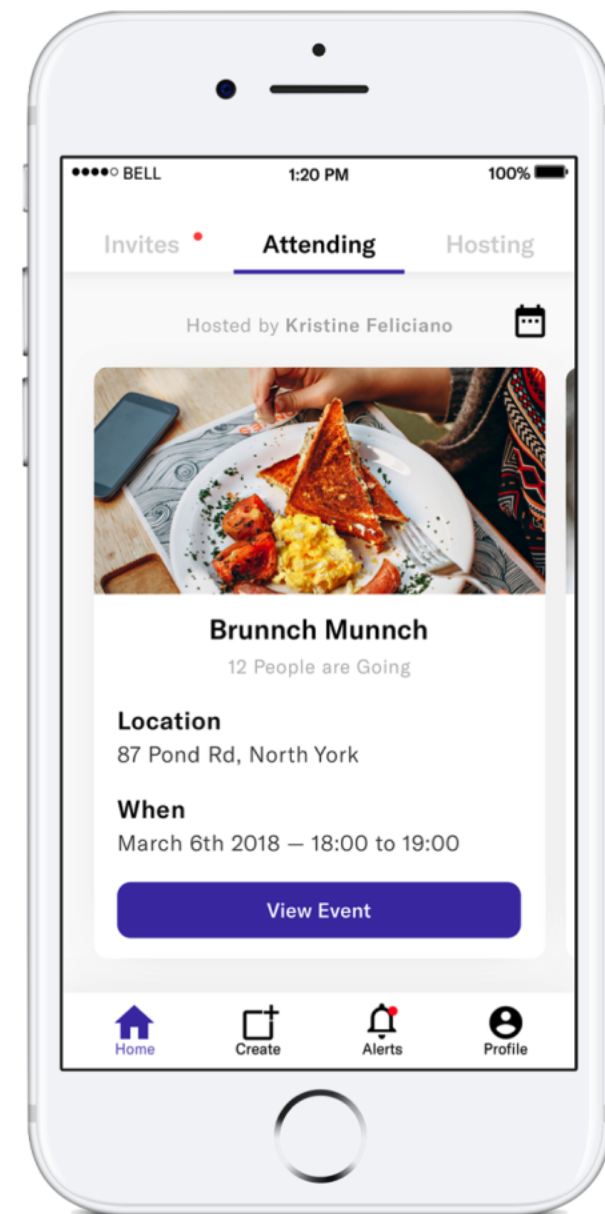 BELL
1:20 PM
100%
Invites
Attending
Hosting
Hosted by Kristine Feliciano
Brunnch Munnch
12 People are Going
Location
87 Pond Rd, North York
When
March 6th 2018 — 18:00 to 19:00
View Event
Home
Create
Alerts
Profile